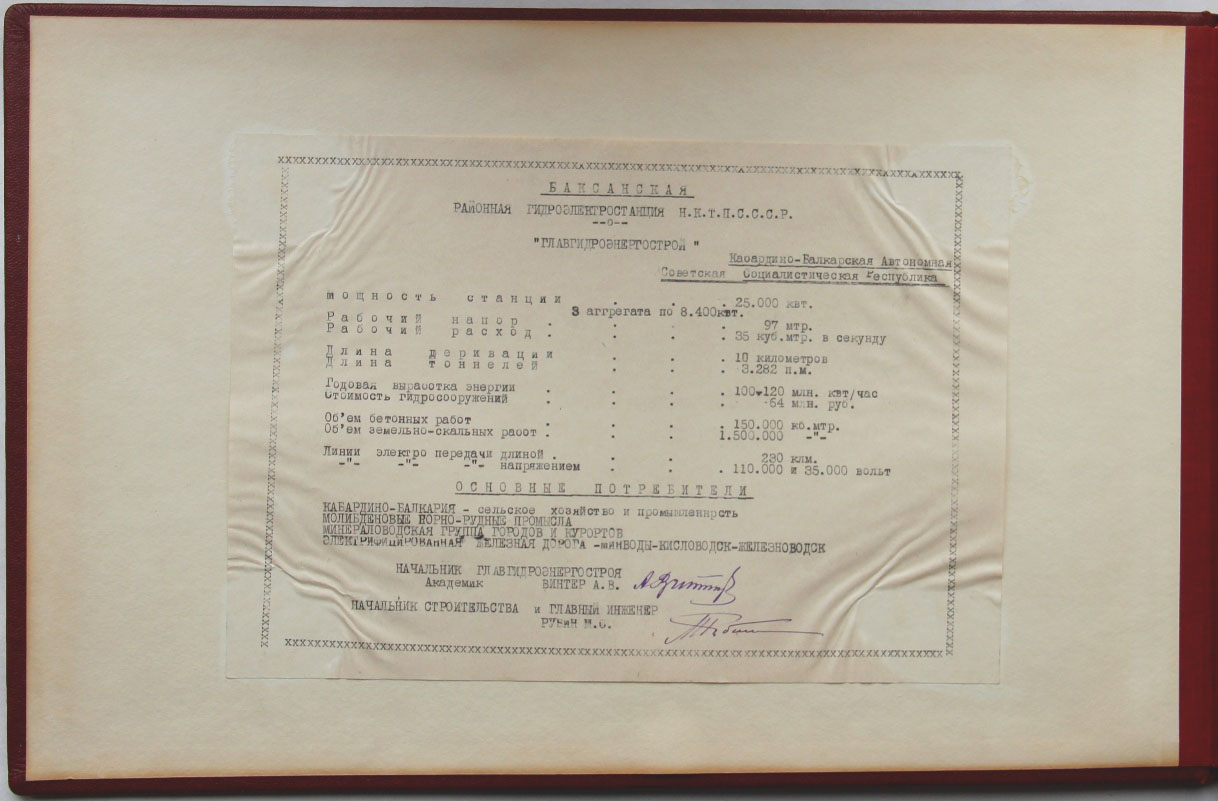 БАКСАНСКАЯ
РАЙОННАЯ ГИДРОЭЛЕКТРОСТАНЦИЯ Н.К.т.П.С.С.С.Р.
--о--
"ГЛАВГИДРОЭНЕРГОСТРОЙ"
Кабардино-Балкарская Автономная
Советская Социалистическая Республика
Мощность станции . . . 25.000 квт.
3 аггрегата по 8.400квт.
Рабочий напор . . . 97 мтр.
Рабочий расход . . . . 35 куб.мтр. в секунду
Длина деривации . . . 10 километров
Длина тоннелей . . . 3.282 п.м.
Годовая выработка энергии . . . . 100-120 млн. квт/час
Стоимость гидросооружений . . . . 64 млн. руб.
Об'ем бетонных работ . . . . 150.000 кб.мтр.
Об'ем земельно-скальных работ . . . 1.500.000 -"-
Линии электро передачи длиной . . . 230 клм.
-"- -"- -"- напряжением . . . 110.000 и 35.000 вольт
ОСНОВНЫЕ ПОТРЕБИТЕЛИ
КАБАРДИНО-БАЛКАРИЯ - сельское хозяйство и промышленнрсть
МОЛИБДЕНОВЫЕ НОРНО-РУДНЫЕ ПРОМЫСЛА
МИНЕРАЛОВОДСКАЯ ГРУППА ГОРОДОВ И КУРОРТОВ
ЭЛЕКТРИФИЦИРОВАННАЯ ЖЕЛЕЗНАЯ ДОРОГА -МИНВОДЫ-КИСЛОВОДСК-ЖЕЛЕЗНОВОДСК
НАЧАЛЬНИК ГЛАВГИДРОЭНЕРГОСТРОЯ
Академик ВИНТЕР А.В.
НАЧАЛЬНИК СТРОИТЕЛЬСТВА и ГЛАВНЫЙ ИНЖЕНЕР
РУБИН М.О.